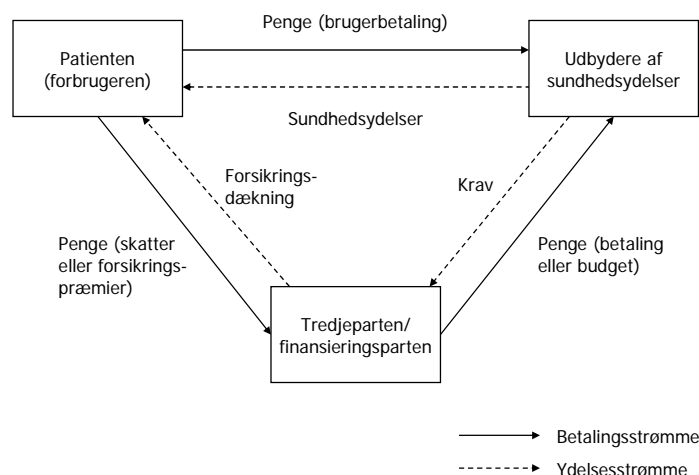 Penge (brugerbetaling)
Patienten
(forbrugeren)
Udbydere af
sundhedsydelser
Sundhedsydelser
Forsikrings-
dækning
Krav
Penge (skatter
eller forsikrings-
præmier)
Penge (betaling
eller budget)
Tredjeparten/
finansieringsparten
Betalingsstrømme
Ydelsesstrømme